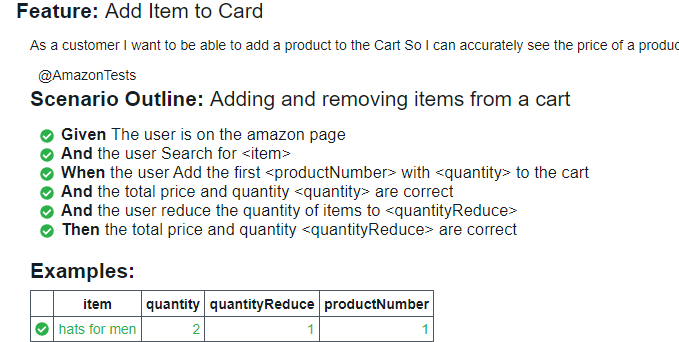 Feature: Add Item to Card
As a customer I want to be able to add a product to the Cart So I can accurately see the price of a
@AmazonTests
Scenario Outline: Adding and removing items from a cart
Given The user is on the amazon page
And the user Search for <item>
When the user Add the first <productNumber> with <quantity> to the cart
And the total price and quantity <quantity> are correct
And the user reduce the quantity of items to <quantityReduce>
Then the total price and quantity <quantityReduce> are correct
Examples:
item quantity quantityReduce productNumber
hats for men 2 1 1